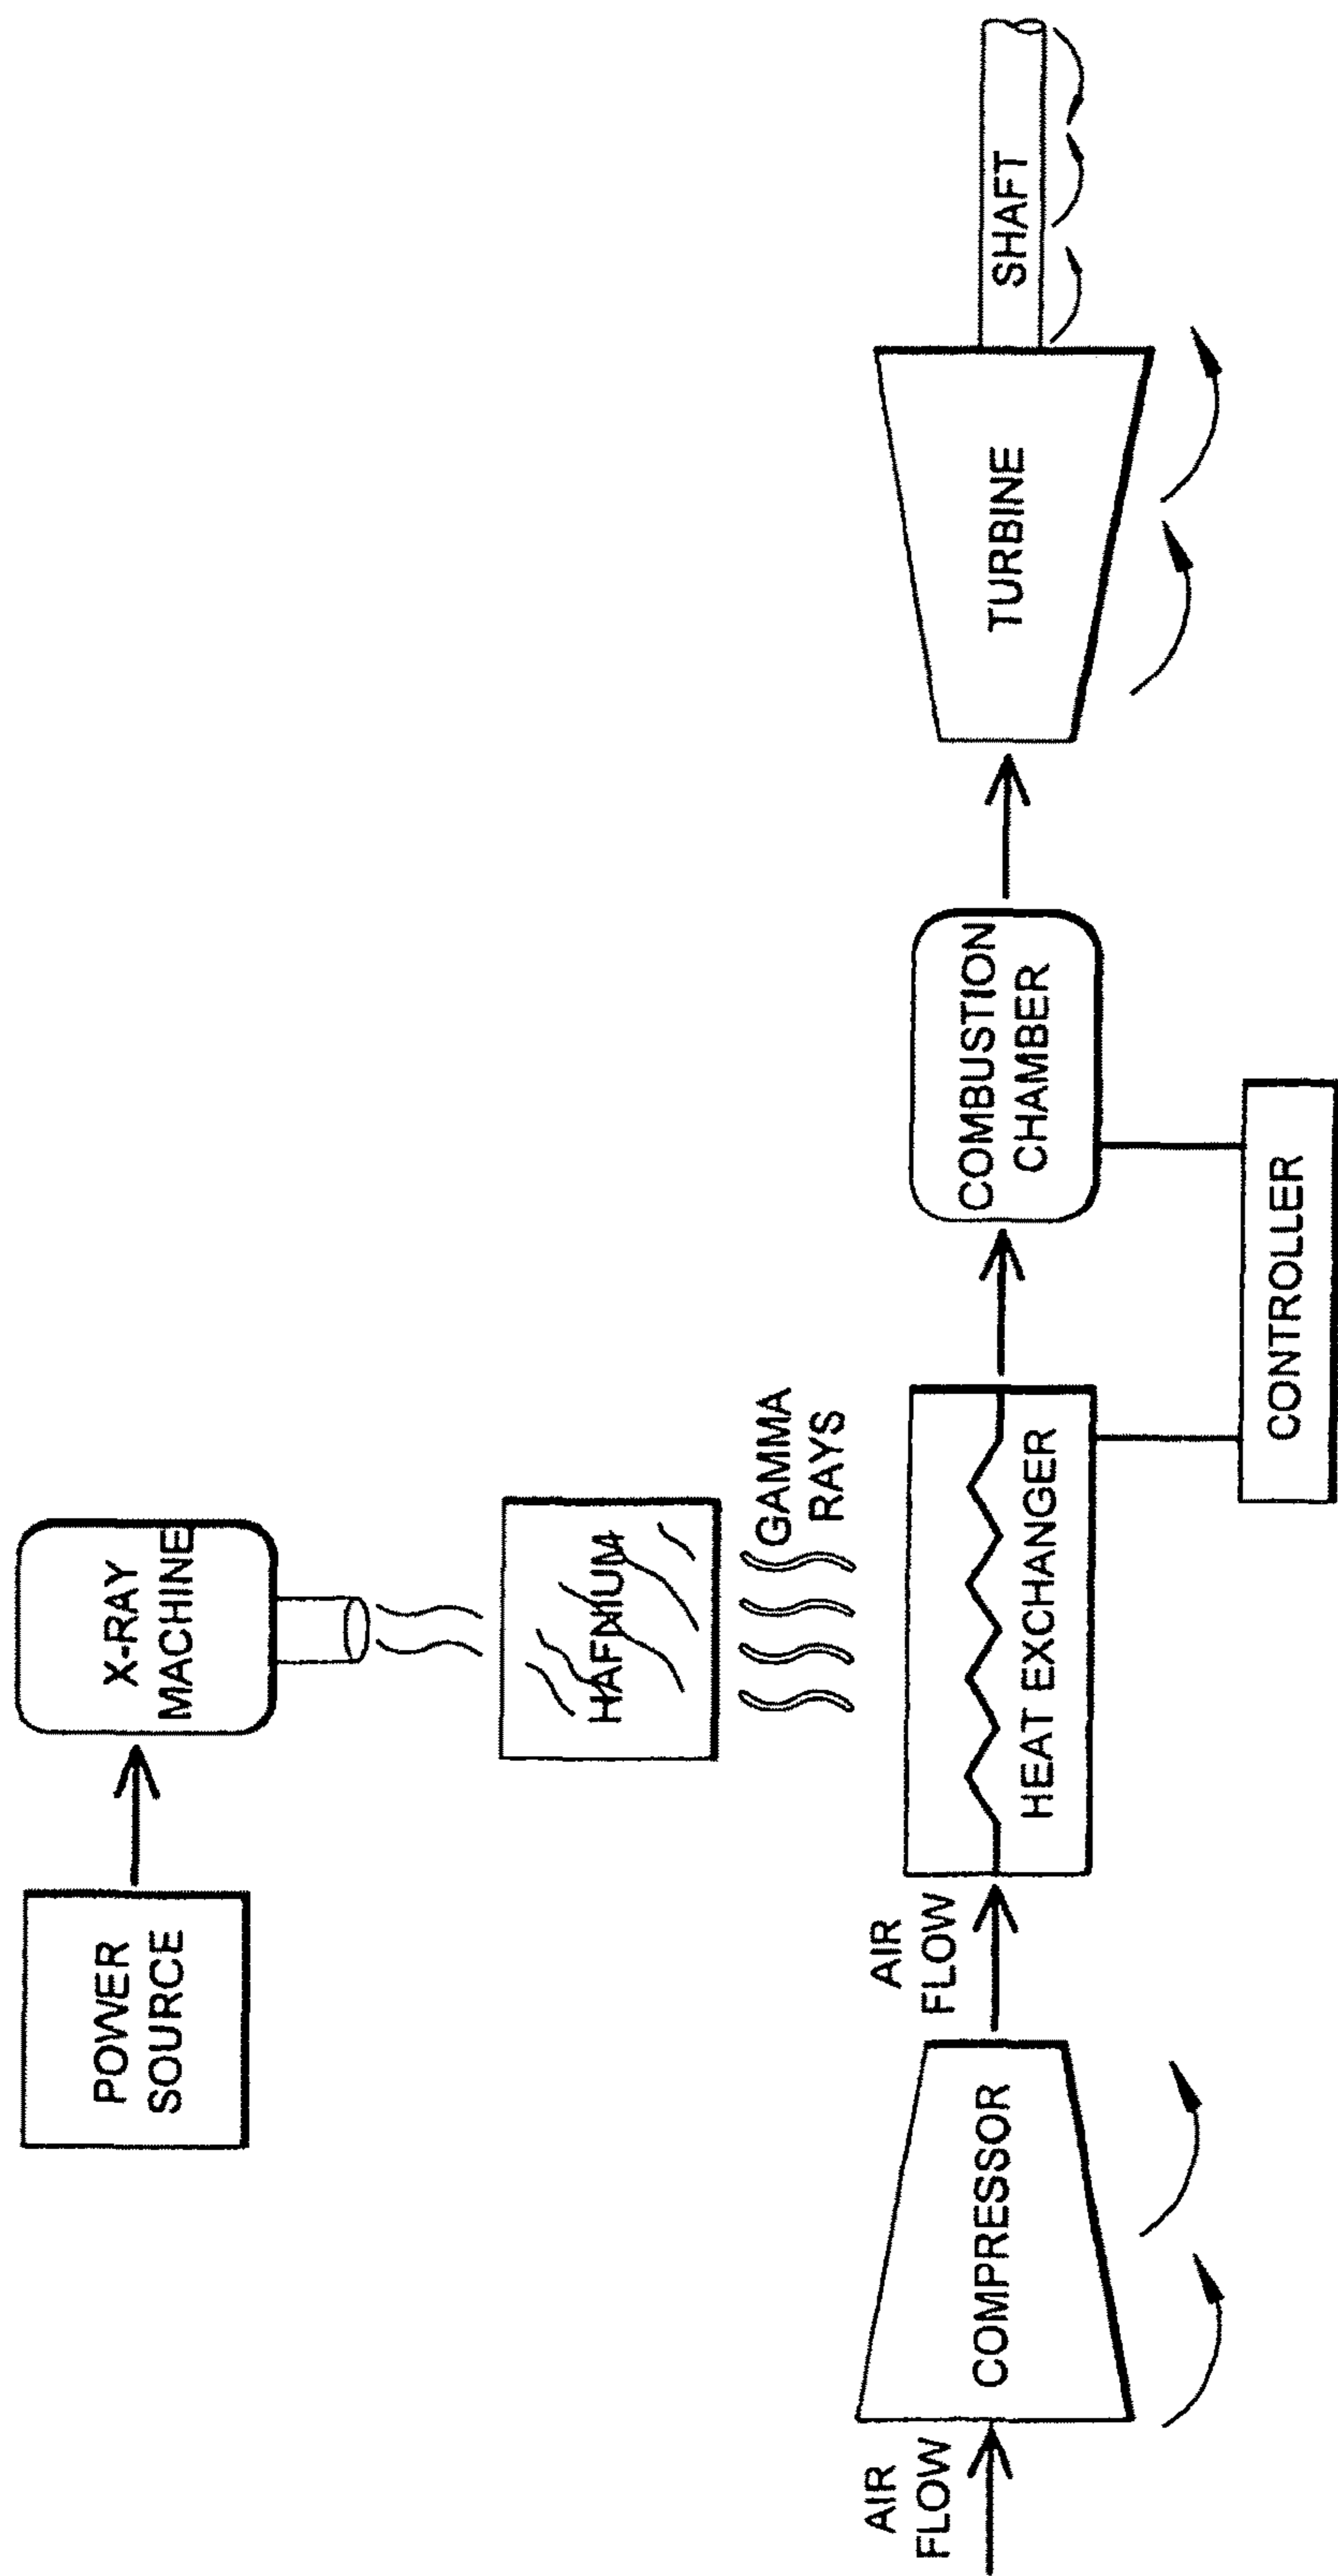 POWER
SOURCE
X-RAY
MACHINE
HAFNIUM
GAMMA
RAYS
AIR
FLOW
COMPRESSOR
AIR
FLOW
HEAT EXCHANGER
COMBUSTION
CHAMBER
TURBINE
SHAFT
CONTROLLER